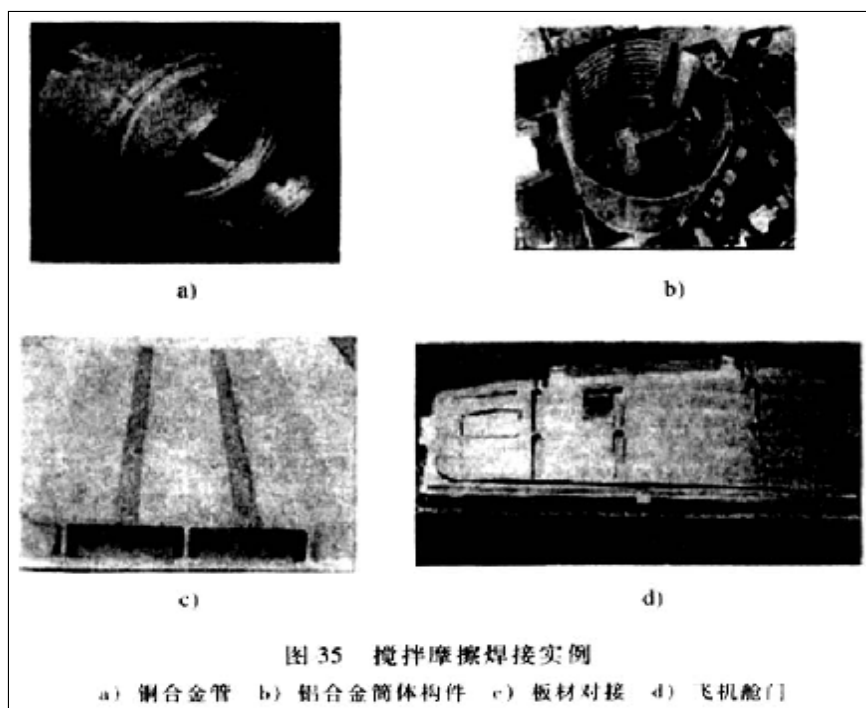 a)
b)
c)
d)
图 35 搅拌摩擦焊接实例
a) 铜合金管 b) 铝合金筒体构件 c) 板材对接 d) 飞机舱门